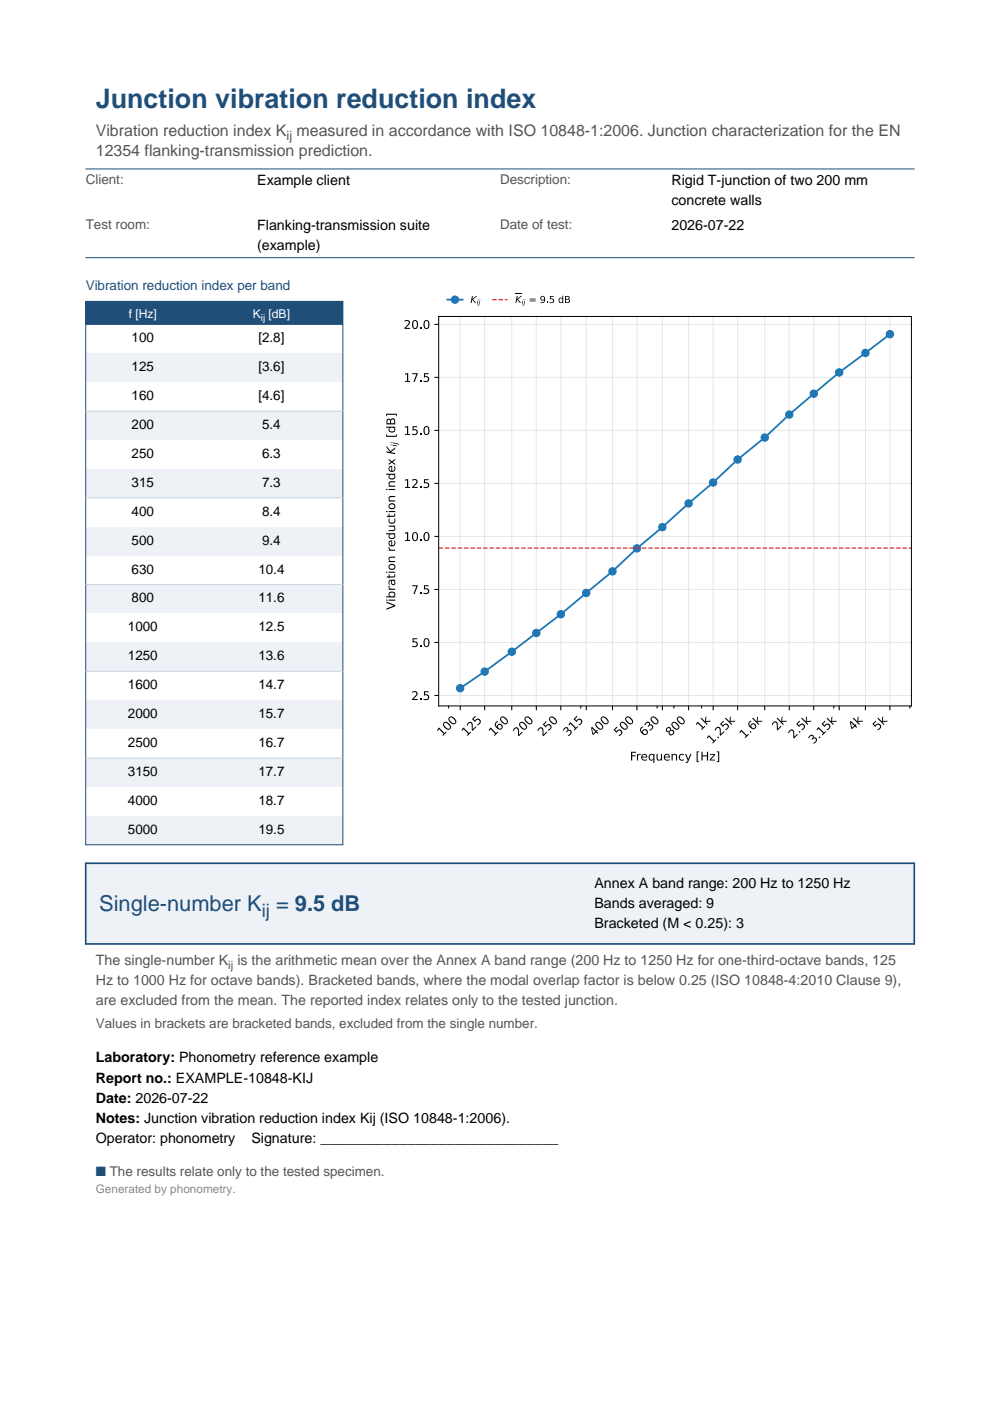 Junction vibration reduction index
Vibration reduction index Kij measured in accordance with ISO 10848-1:2006. Junction characterization for the EN
12354 flanking-transmission prediction.
Client: Example client Description: Rigid T-junction of two 200 mm
concrete walls
Test room: Flanking-transmission suite Date of test: 2026-07-22
(example)
Vibration reduction index per band
f [Hz] Kij [dB]
100 [2.8]
125 [3.6]
160 [4.6]
200 5.4
250 6.3
315 7.3
400 8.4
500 9.4
630 10.4
800 11.6
1000 12.5
1250 13.6
1600 14.7
2000 15.7
2500 16.7
3150 17.7
4000 18.7
5000 19.5
Kij K̅ij = 9.5 dB
Vibration reduction index Kij [dB]
20.0
17.5
15.0
12.5
10.0
7.5
5.0
2.5
100 125 160 200 250 315 400 500 630 800 1k 1.25k 1.6k 2k 2.5k 3.15k 4k 5k
Frequency [Hz]
Single-number Kij = 9.5 dB
Annex A band range: 200 Hz to 1250 Hz
Bands averaged: 9
Bracketed (M < 0.25): 3
The single-number Kij is the arithmetic mean over the Annex A band range (200 Hz to 1250 Hz for one-third-octave bands, 125
Hz to 1000 Hz for octave bands). Bracketed bands, where the modal overlap factor is below 0.25 (ISO 10848-4:2010 Clause 9),
are excluded from the mean. The reported index relates only to the tested junction.
Values in brackets are bracketed bands, excluded from the single number.
Laboratory: Phonometry reference example
Report no.: EXAMPLE-10848-KIJ
Date: 2026-07-22
Notes: Junction vibration reduction index Kij (ISO 10848-1:2006).
Operator: phonometry Signature: ______________________________
The results relate only to the tested specimen.
Generated by phonometry.